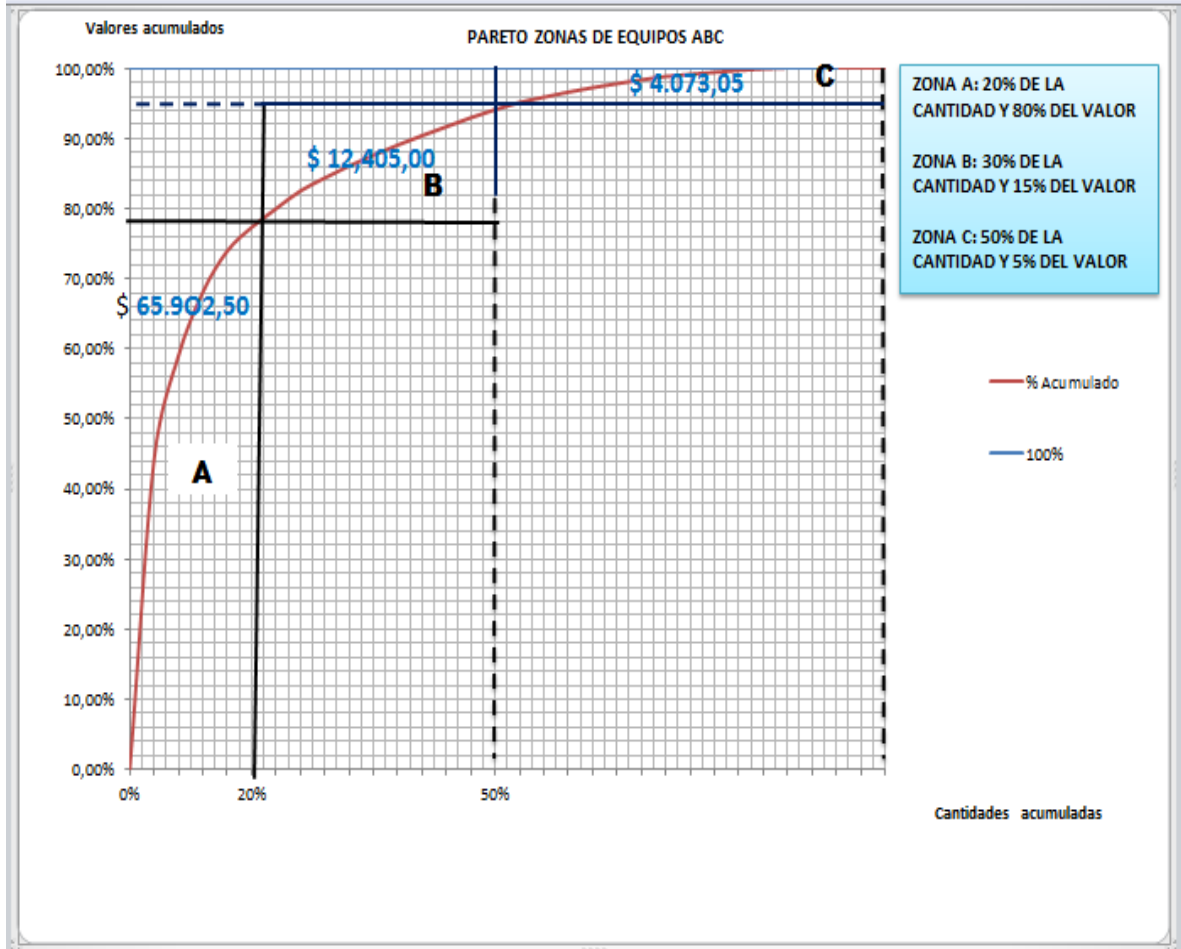 Valores acumulados
PARETO ZONAS DE EQUIPOS ABC
100,00%
90,00%
80,00%
70,00%
60,00%
50,00%
40,00%
30,00%
20,00%
10,00%
0,00%
0%
20%
50%
Cantidades acumuladas
$ 4.073,05
C
$ 12,405,00
B
$ 65.9O2,50
A
ZONA A: 20% DE LA
CANTIDAD Y 80% DEL VALOR
ZONA B: 30% DE LA
CANTIDAD Y 15% DEL VALOR
ZONA C: 50% DE LA
CANTIDAD Y 5% DEL VALOR
% Acumulado
100%